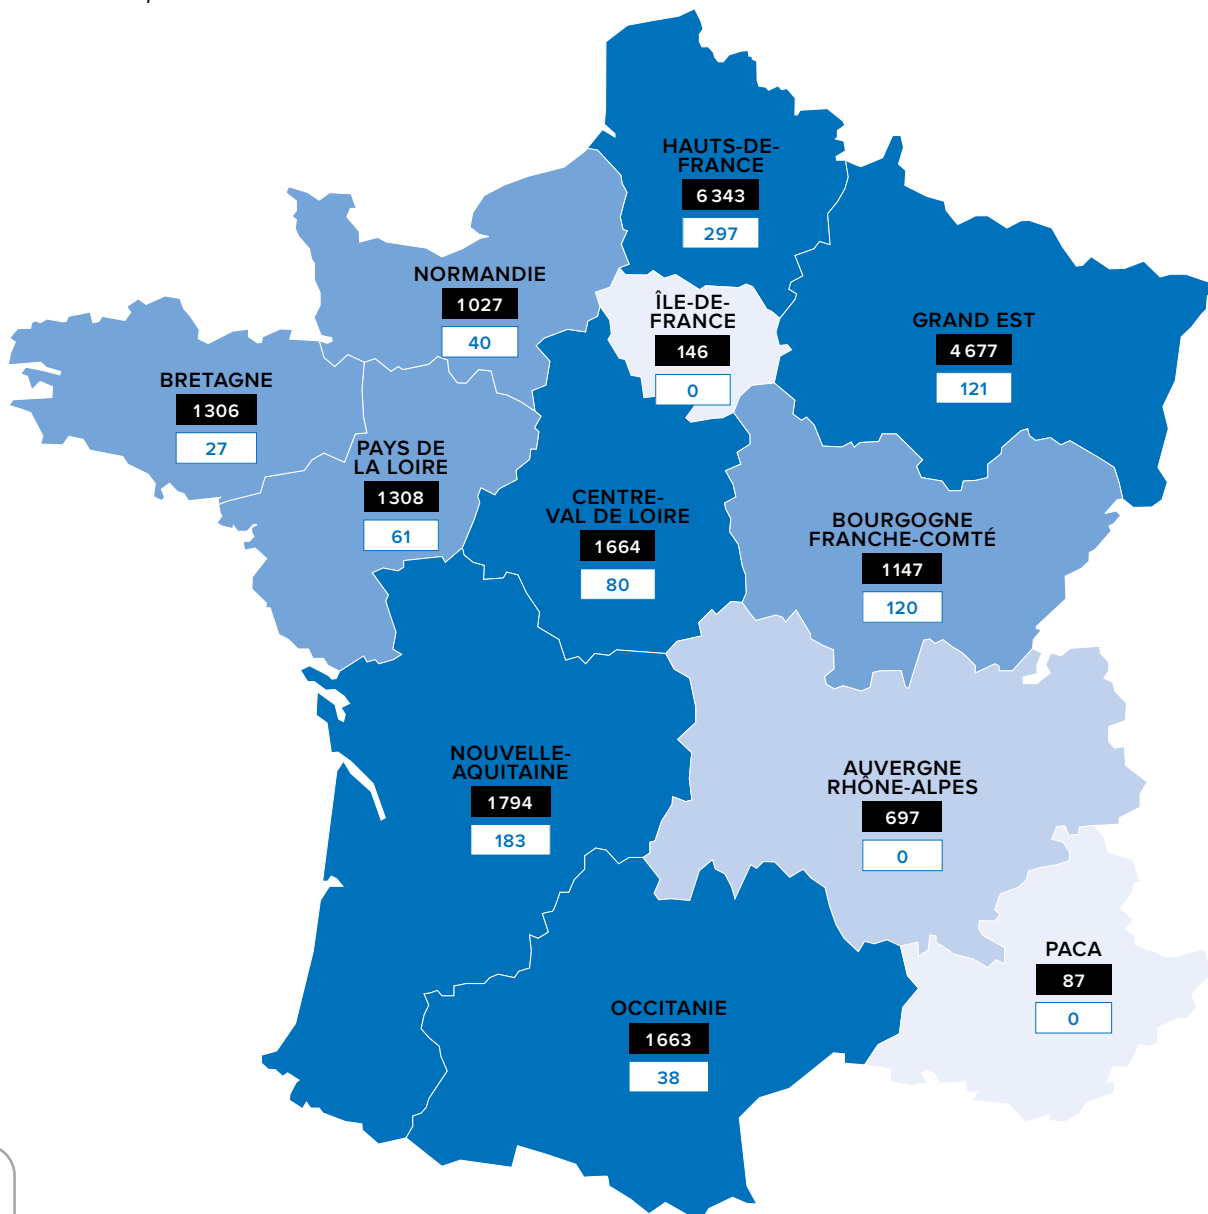 HAUTS-DE-
FRANCE
6 343
297
NORMANDIE
1 027
40
ÎLE-DE-
FRANCE
146
0
GRAND EST
4 677
121
BRETAGNE
1 306
27
PAYS DE
LA LOIRE
1 308
61
CENTRE-
VAL DE LOIRE
1 664
80
BOURGOGNE
FRANCHE-COMTÉ
1 147
120
NOUVELLE-
AQUITAINE
1 794
183
AUVERGNE
RHÔNE-ALPES
697
0
PACA
87
0
OCCITANIE
1 663
38